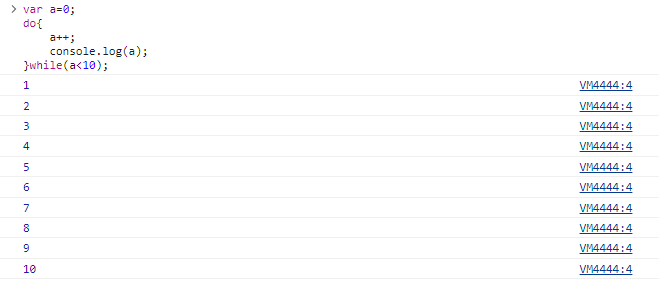 > var a=0;
do{
    a++;
    console.log(a);
}while(a<10);
1 VM4444:4
2 VM4444:4
3 VM4444:4
4 VM4444:4
5 VM4444:4
6 VM4444:4
7 VM4444:4
8 VM4444:4
9 VM4444:4
10 VM4444:4